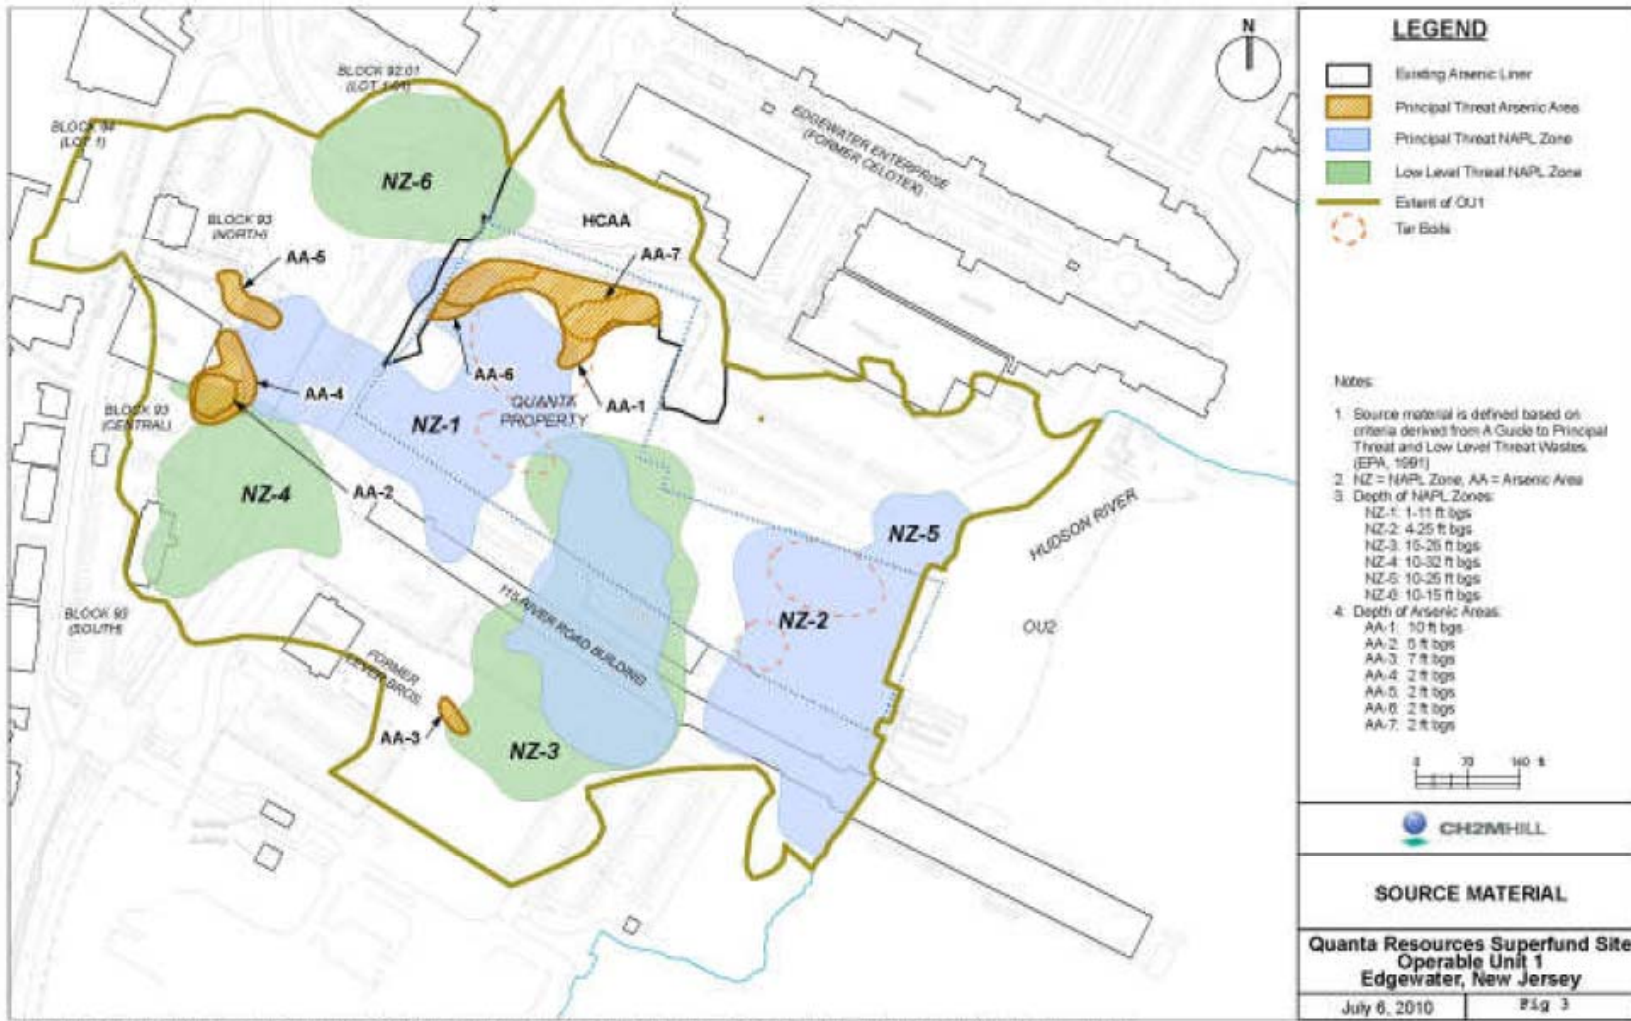 N
BLOCK 92.01
BLOCK 93
(NORTH)
NZ-6
HCAA
EDGEWATER ENTERPRISE
(FORMER CELOTEX)
AA-5
AA-7
AA-4
AA-6
QUANTA
PROPERTY
AA-1
BLOCK 93
(CENTRAL)
NZ-1
NZ-4
AA-2
NZ-5
HUDSON RIVER
NZ-2
OU2
BLOCK 93
(SOUTH)
115 RIVER ROAD BUILDING
FORMER
LEVER BROS.
AA-3
NZ-3
LEGEND
Existing Arsenic Liner
Principal Threat Arsenic Area
Principal Threat NAPL Zone
Low Level Threat NAPL Zone
Extent of OU1
Tar Boils
Notes:
1. Source material is defined based on
criteria derived from A Guide to Principal
Threat and Low Level Threat Wastes.
(EPA, 1991)
2. NZ = NAPL Zone, AA = Arsenic Area
3. Depth of NAPL Zones:
NZ-1: 1-11 ft bgs
NZ-2: 4-25 ft bgs
NZ-3: 15-25 ft bgs
NZ-4: 10-32 ft bgs
NZ-5: 10-25 ft bgs
NZ-6: 10-15 ft bgs
4. Depth of Arsenic Areas:
AA-1: 10 ft bgs
AA-2: 5 ft bgs
AA-3: 7 ft bgs
AA-4: 2 ft bgs
AA-5: 2 ft bgs
AA-6: 2 ft bgs
AA-7: 2 ft bgs
0 70 140 ft
CH2MHILL
SOURCE MATERIAL
Quanta Resources Superfund Site
Operable Unit 1
Edgewater, New Jersey
July 6, 2010
Fig 3